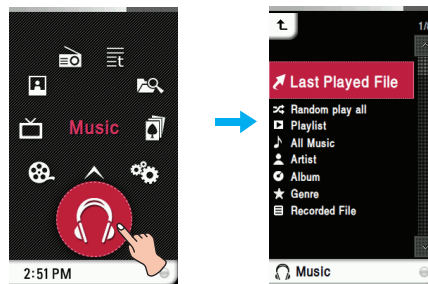 t
Music
2:51 PM
Last Played File
Random play all
Playlist
All Music
Artist
Album
Genre
Recorded File
Music